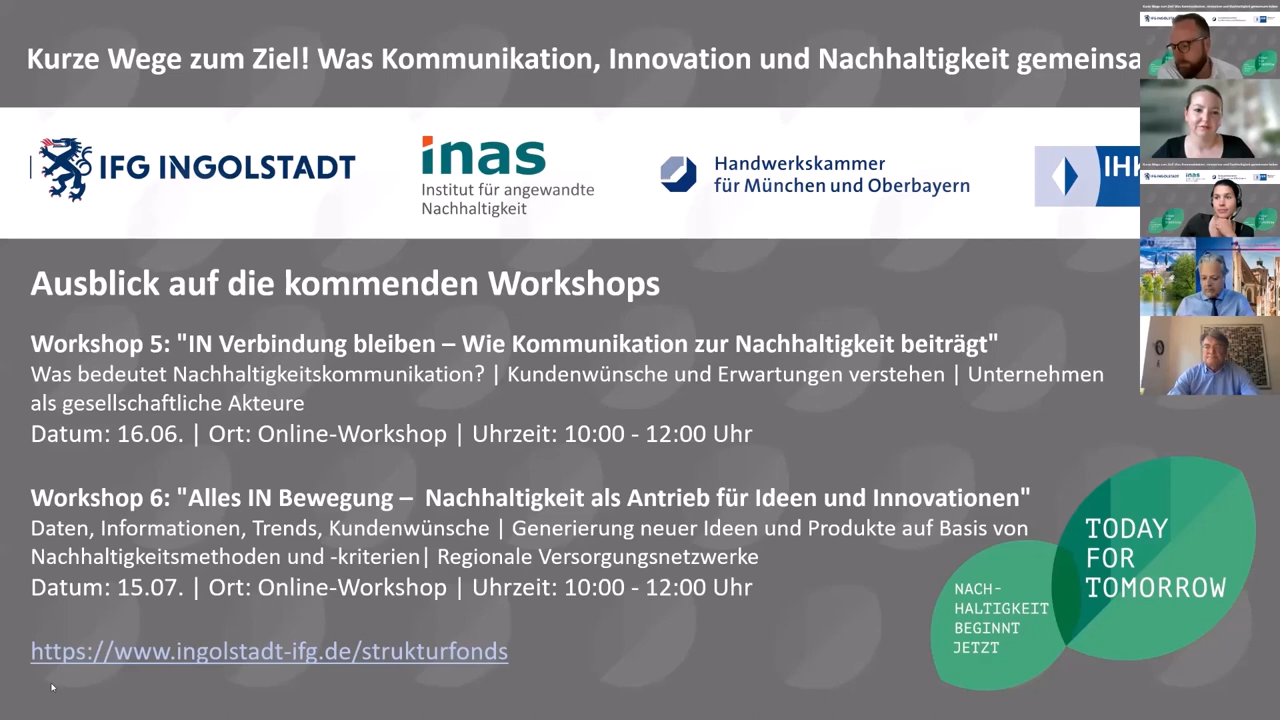 Kurze Wege zum Ziel! Was Kommunikation, Innovation und Nachhaltigkeit gemeinsa
IFG INGOLSTADT
inas
Institut für angewandte
Nachhaltigkeit
Handwerkskammer
für München und Oberbayern
IHK
Ausblick auf die kommenden Workshops
Workshop 5: "IN Verbindung bleiben – Wie Kommunikation zur Nachhaltigkeit beiträgt"
Was bedeutet Nachhaltigkeitskommunikation? | Kundenwünsche und Erwartungen verstehen | Unternehmen
als gesellschaftliche Akteure
Datum: 16.06. | Ort: Online-Workshop | Uhrzeit: 10:00 - 12:00 Uhr
Workshop 6: "Alles IN Bewegung – Nachhaltigkeit als Antrieb für Ideen und Innovationen"
Daten, Informationen, Trends, Kundenwünsche | Generierung neuer Ideen und Produkte auf Basis von
Nachhaltigkeitsmethoden und -kriterien| Regionale Versorgungsnetzwerke
Datum: 15.07. | Ort: Online-Workshop | Uhrzeit: 10:00 - 12:00 Uhr
https://www.ingolstadt-ifg.de/strukturfonds
TODAY
FOR
TOMORROW
NACH-
HALTIGKEIT
BEGINNT
JETZT